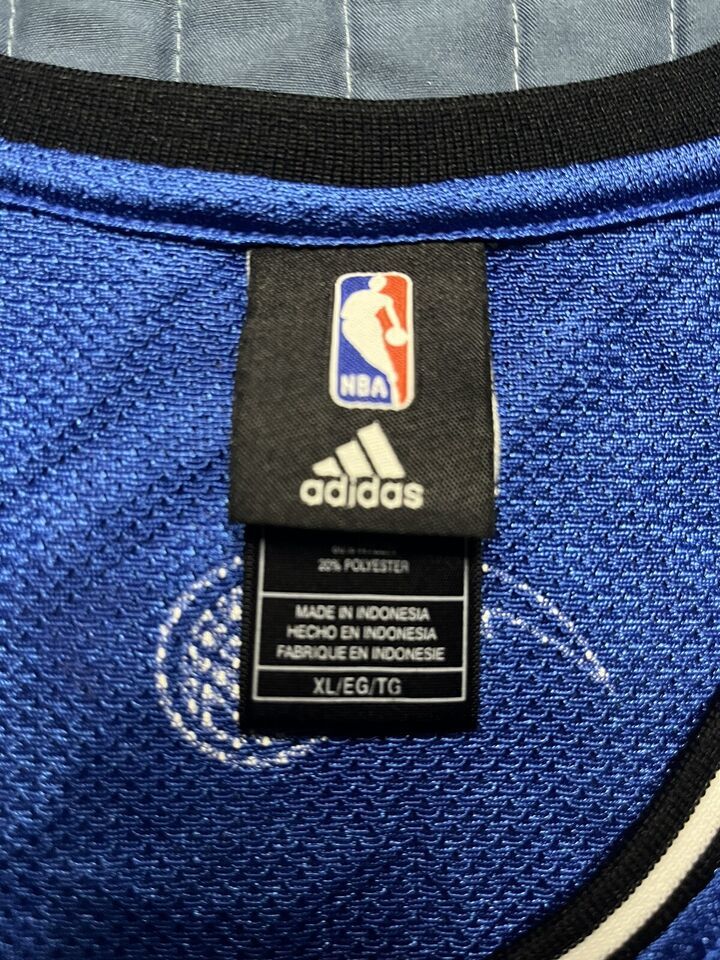 NBA
adidas
20% POLYESTER
MADE IN INDONESIA
HECHO EN INDONESIA
FABRIQUE EN INDONESIE
XL/EG/TG